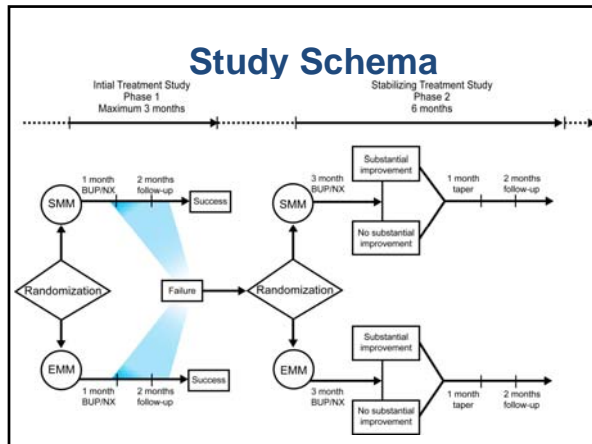 Study Schema
Intial Treatment Study
Phase 1
Maximum 3 months
Stabilizing Treatment Study
Phase 2
6 months
1 month
BUP/NX
2 months
follow-up
SMM
Success
Randomization
Failure
EMM
1 month
BUP/NX
2 months
follow-up
Success
3 month
BUP/NX
SMM
Substantial
improvement
No substantial
improvement
1 month
taper
2 months
follow-up
Randomization
EMM
3 month
BUP/NX
Substantial
improvement
No substantial
improvement
1 month
taper
2 months
follow-up